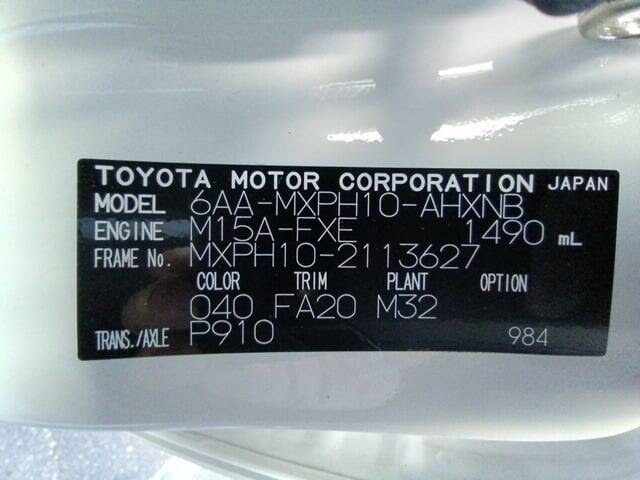 TOYOTA MOTOR CORPORATION JAPAN
MODEL 6AA-MXPH10-AHXNB
ENGINE M15A-FXE 1490 mL
FRAME No. MXPH10-2113627
COLOR TRIM PLANT OPTION
040 FA20 M32
TRANS./AXLE P910 984